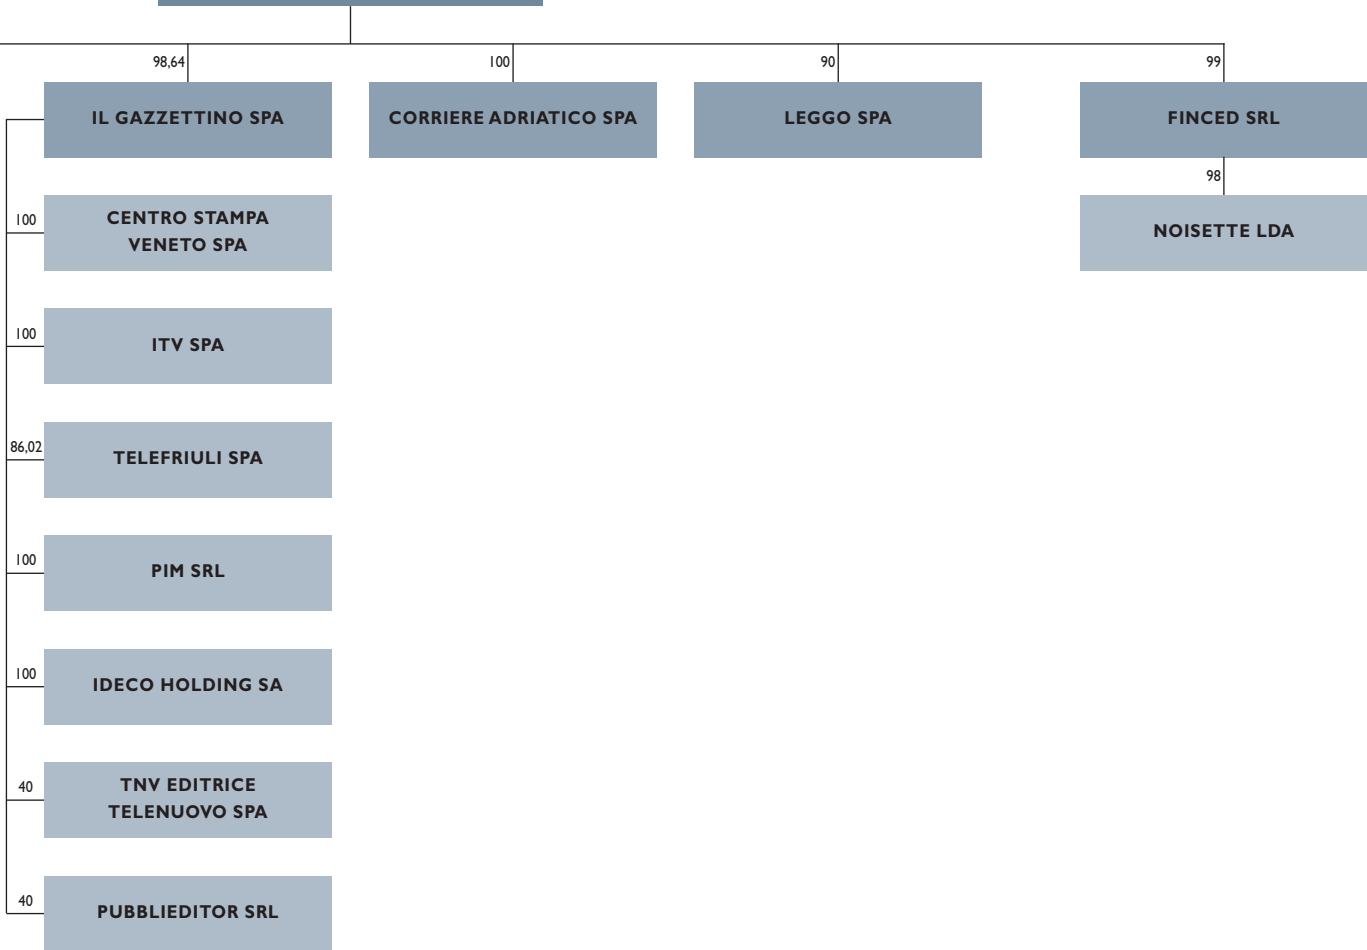 98,64
100
90
99
IL GAZZETTINO SPA
CORRIERE ADRIATICO SPA
LEGGO SPA
FINCED SRL
98
100
CENTRO STAMPA
VENETO SPA
NOISETTE LDA
100
ITV SPA
86,02
TELEFRIULI SPA
100
PIM SRL
100
IDECO HOLDING SA
40
TNV EDITRICE
TELENUOVO SPA
40
PUBBLIEDITOR SRL